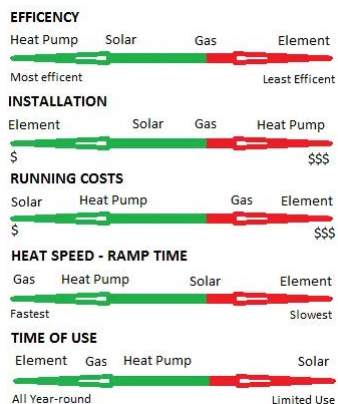 EFFICENCY
Heat Pump Solar Gas Element
Most efficent Least Efficent
INSTALLATION
Element Solar Gas Heat Pump
$ $$$
RUNNING COSTS
Solar Heat Pump Gas Element
$ $$$
HEAT SPEED - RAMP TIME
Gas Heat Pump Solar Element
Fastest Slowest
TIME OF USE
Element Gas Heat Pump Solar
All Year-round Limited Use